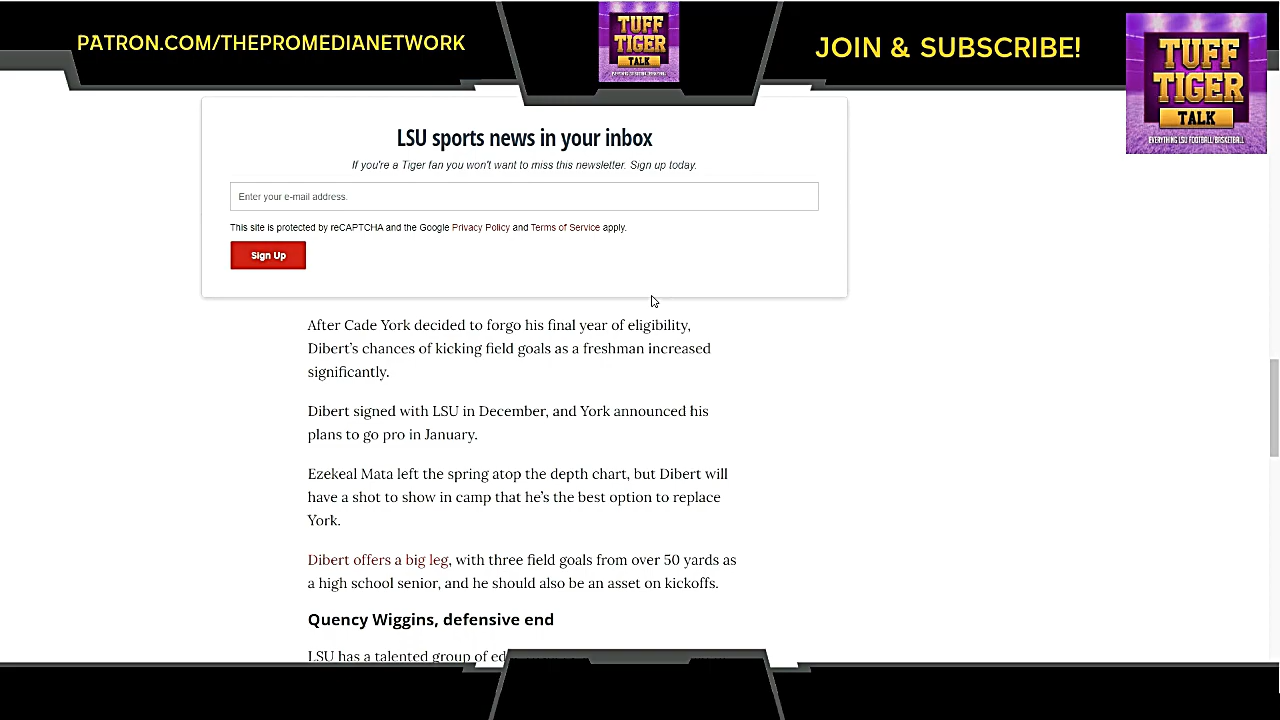 PATRON.COM/THEPROMEDIANETWORK
TUFF
TIGER
TALK
JOIN & SUBSCRIBE!
TUFF
TIGER
TALK
EVERYTHING LSU FOOTBALL/BASKETBALL
LSU sports news in your inbox
If you're a Tiger fan you won't want to miss this newsletter. Sign up today.
Enter your e-mail address.
This site is protected by reCAPTCHA and the Google Privacy Policy and Terms of Service apply.
Sign Up
After Cade York decided to forgo his final year of eligibility,
Dibert’s chances of kicking field goals as a freshman increased
significantly.
Dibert signed with LSU in December, and York announced his
plans to go pro in January.
Ezekeal Mata left the spring atop the depth chart, but Dibert will
have a shot to show in camp that he’s the best option to replace
York.
Dibert offers a big leg, with three field goals from over 50 yards as
a high school senior, and he should also be an asset on kickoffs.
Quency Wiggins, defensive end
LSU has a talented group of ed